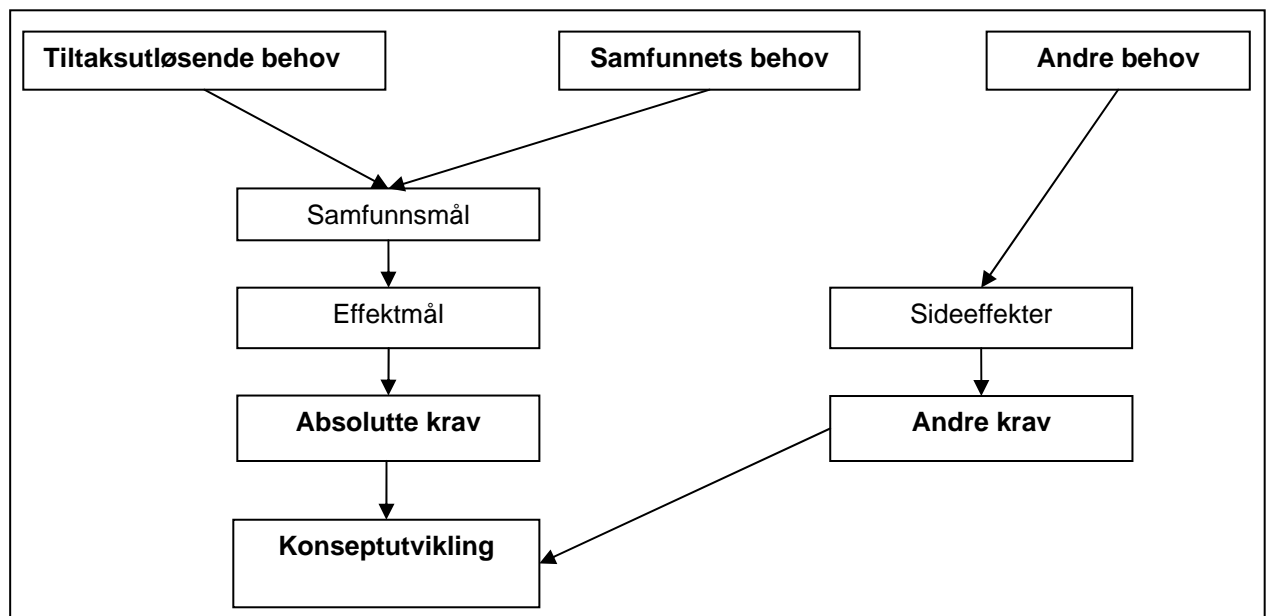 Tiltaksutløsende behov
Samfunnets behov
Andre behov
Samfunnsmål
Effektmål
Sideeffekter
Absolutte krav
Andre krav
Konseptutvikling